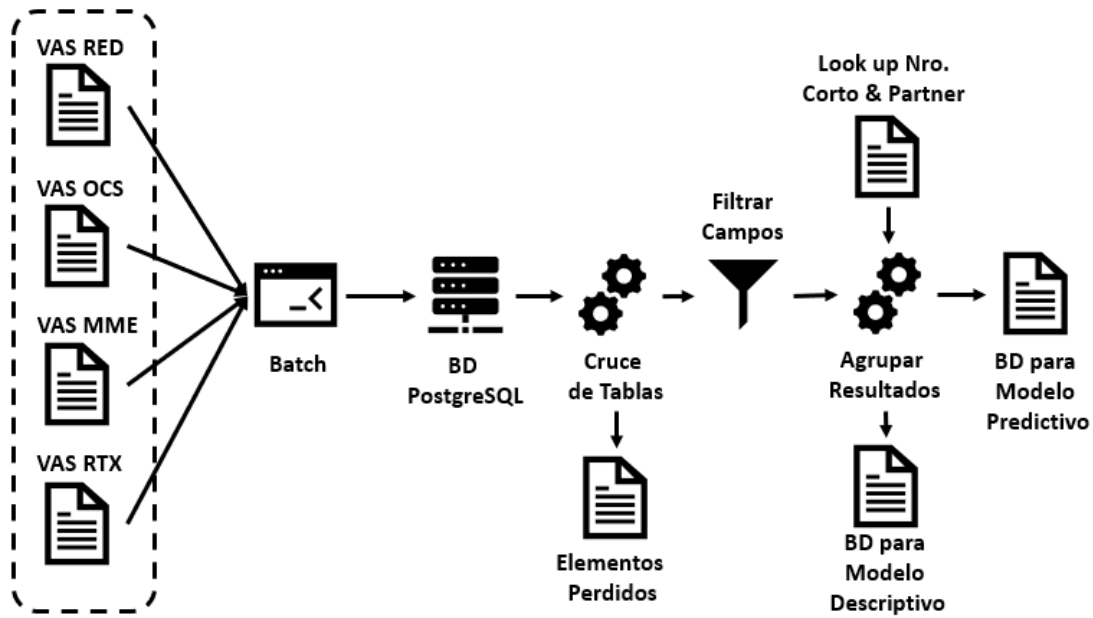 VAS RED
VAS OCS
VAS MME
VAS RTX
Batch
BD
PostgreSQL
Cruce
de Tablas
Elementos
Perdidos
Filtrar
Campos
Look up Nro.
Corto & Partner
Agrupar
Resultados
BD para
Modelo
Descriptivo
BD para
Modelo
Predictivo